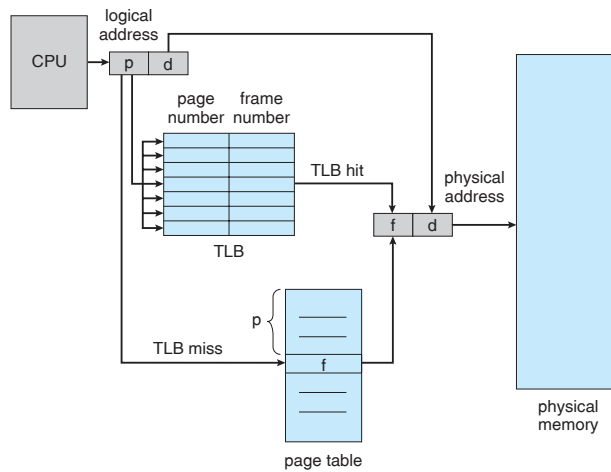 logical
address
CPU
p
d
page
number
frame
number
TLB hit
TLB
physical
address
f
d
p
TLB miss
f
page table
physical
memory